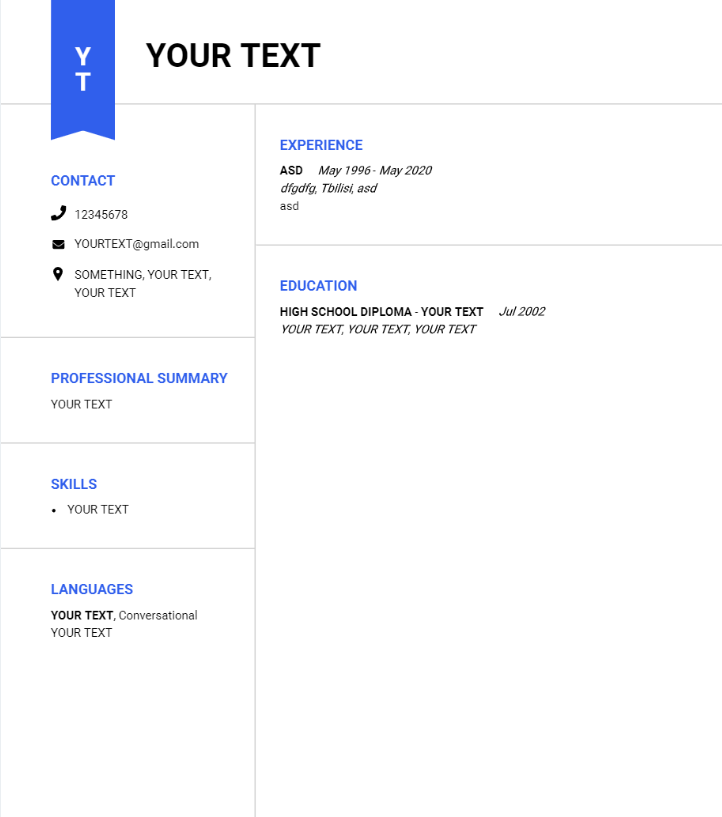 Y
T
YOUR TEXT
CONTACT
12345678
YOURTEXT@gmail.com
SOMETHING, YOUR TEXT,
YOUR TEXT
PROFESSIONAL SUMMARY
YOUR TEXT
SKILLS
• YOUR TEXT
LANGUAGES
YOUR TEXT, Conversational
YOUR TEXT
EXPERIENCE
ASD May 1996 - May 2020
dfgdfg, Tbilisi, asd
asd
EDUCATION
HIGH SCHOOL DIPLOMA - YOUR TEXT Jul 2002
YOUR TEXT, YOUR TEXT, YOUR TEXT